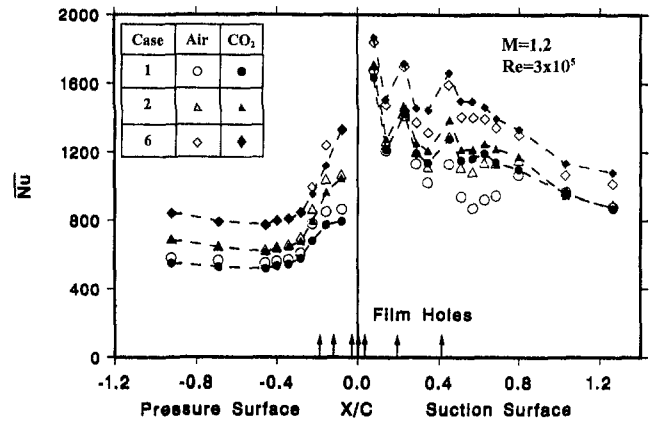 2000
1600
1200
800
400
0
Nu
Case Air CO₂
1
2
6
M=1.2
Re=3x10⁵
Film Holes
-1.2 -0.8 -0.4 0.0 0.4 0.8 1.2
Pressure Surface X/C Suction Surface